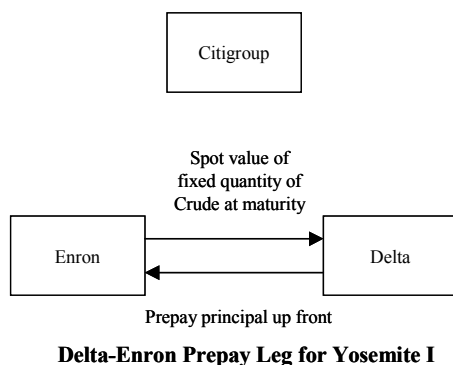 Citigroup
Spot value of
fixed quantity of
Crude at maturity
Enron
Delta
Prepay principal up front
Delta-Enron Prepay Leg for Yosemite I